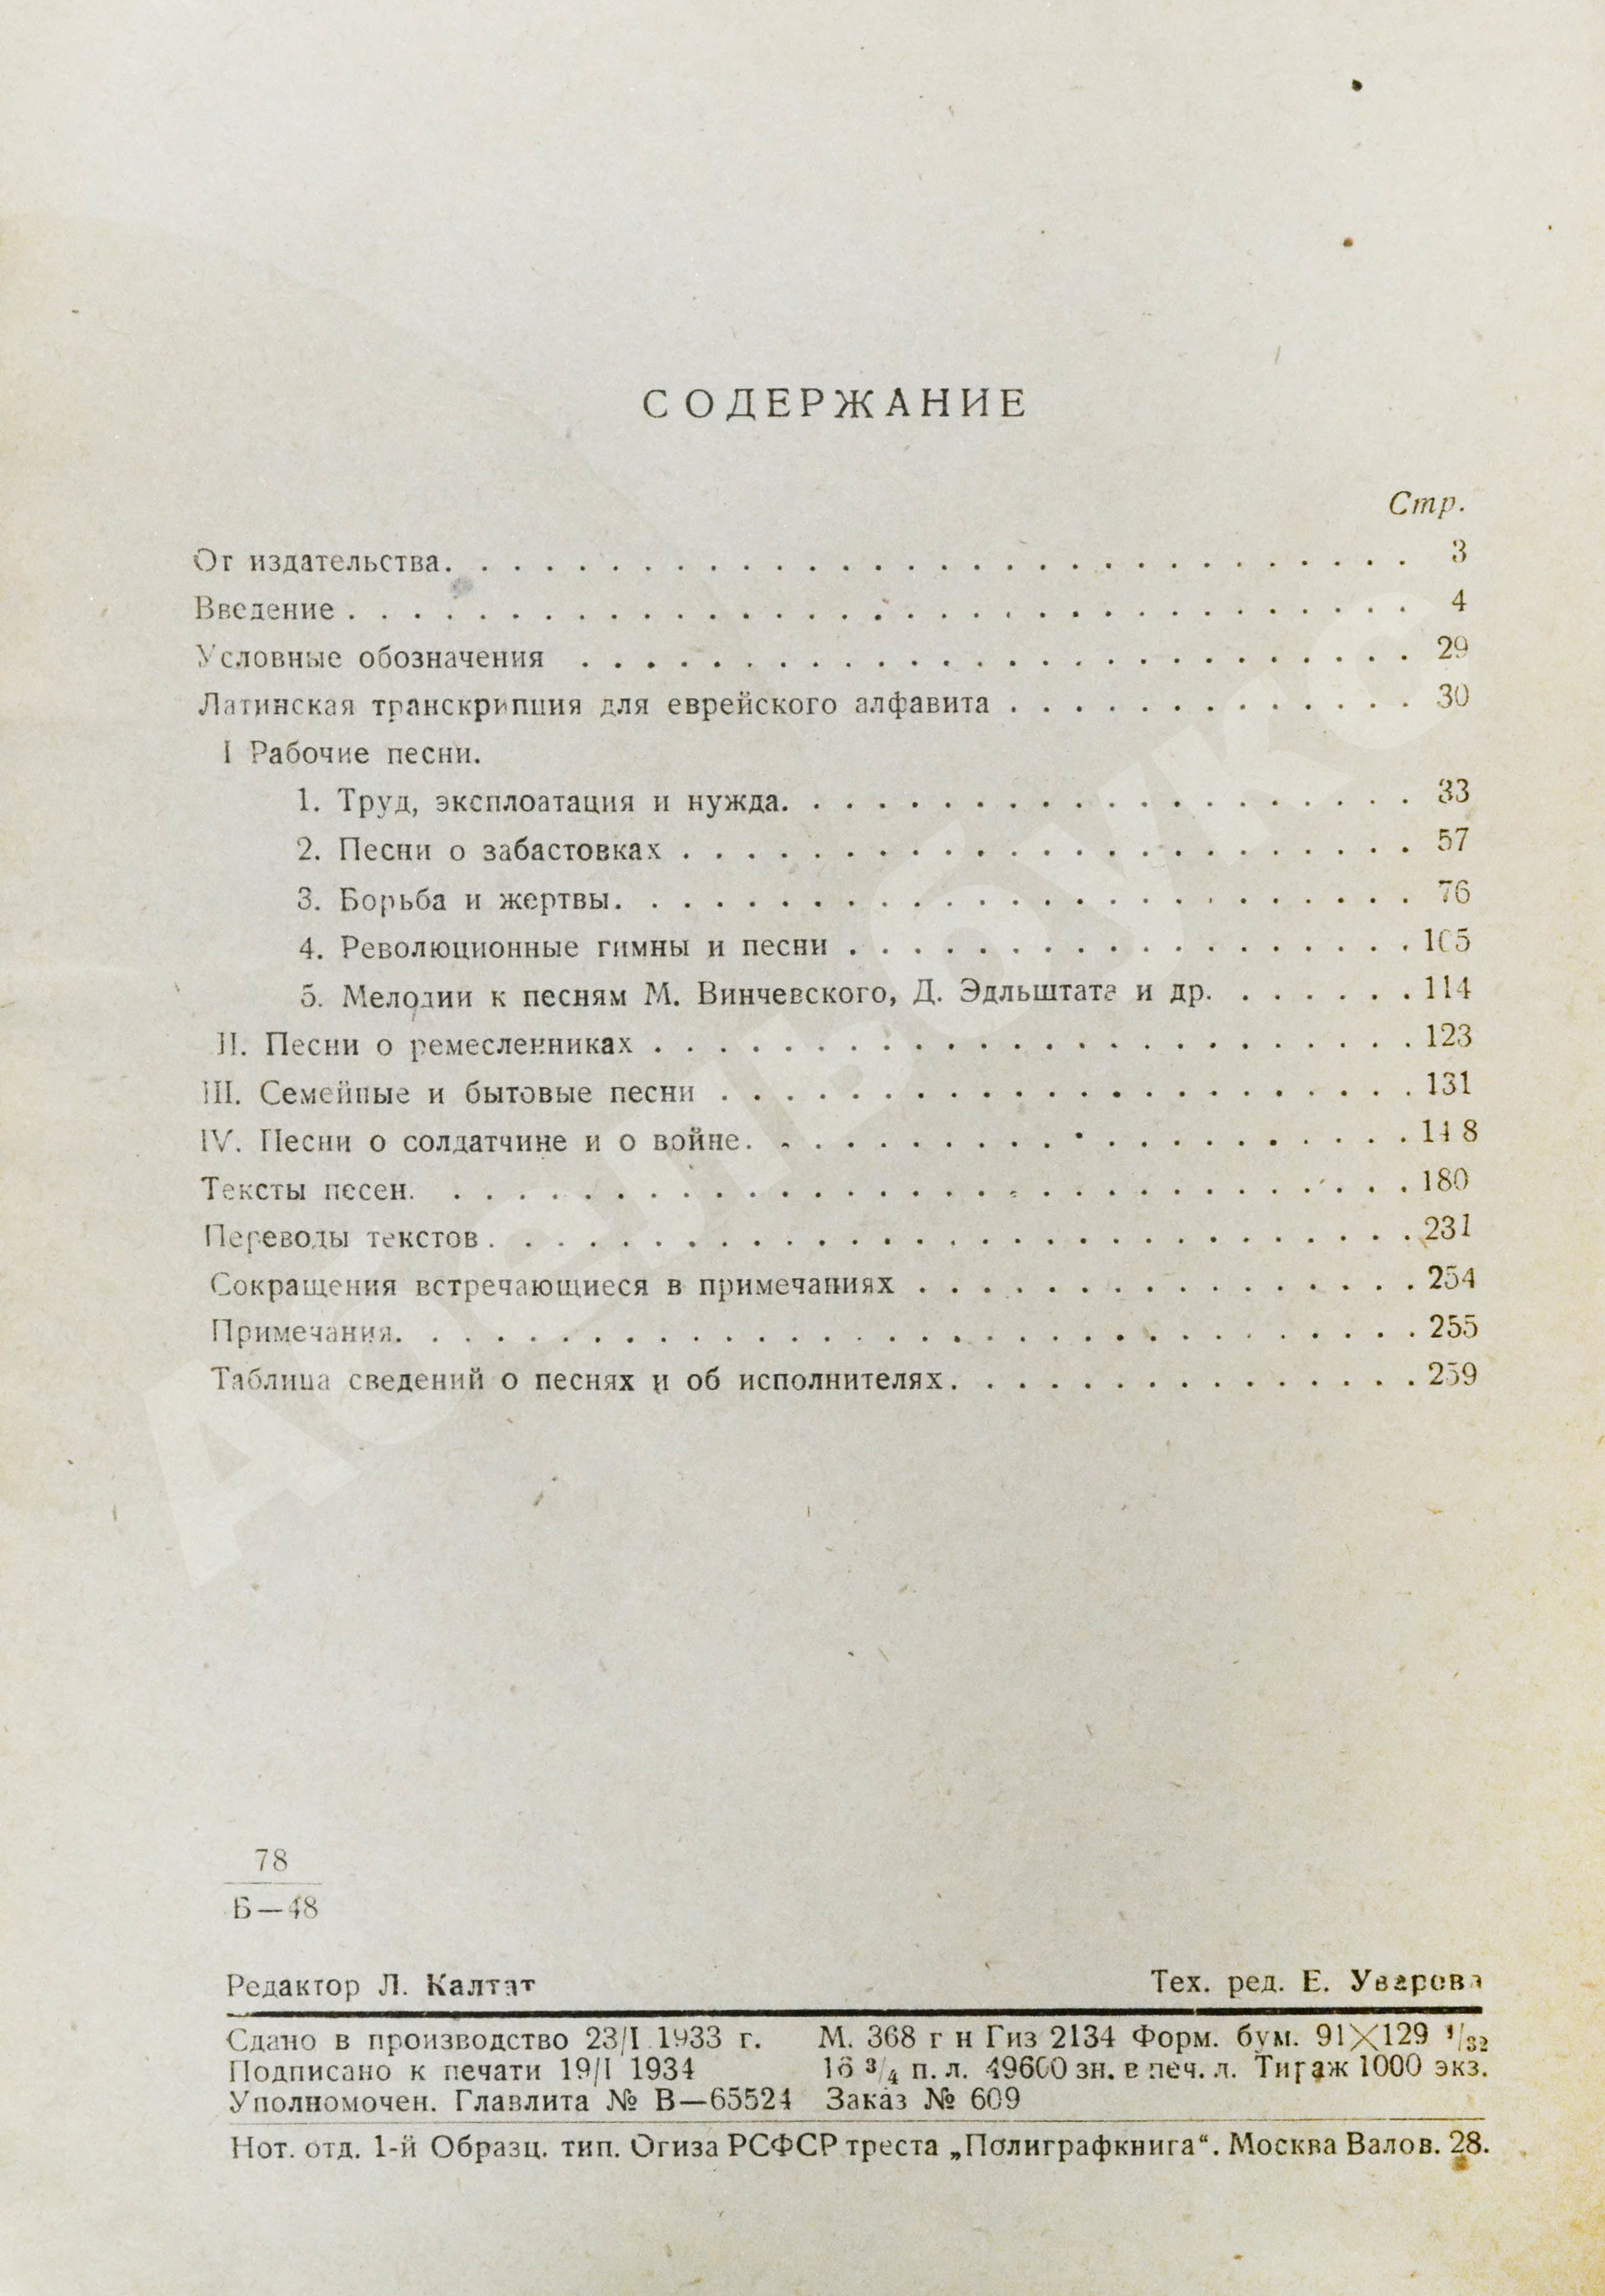 СОДЕРЖАНИЕ
Стр.
От издательства. 3
Введение 4
Условные обозначения 29
Латинская транскрипция для еврейского алфавита 30
I Рабочие песни.
1. Труд, эксплоатация и нужда. 33
2. Песни о забастовках 57
3. Борьба и жертвы. 76
4. Революционные гимны и песни 105
5. Мелодии к песням М. Винчевского, Д. Эдльштата и др. 114
II. Песни о ремесленниках 123
III. Семейные и бытовые песни 131
IV. Песни о солдатчине и о войне. 148
Тексты песен. 180
Переводы текстов 231
Сокращения встречающиеся в примечаниях 254
Примечания. 255
Таблица сведений о песнях и об исполнителях. 259
78
Б—48
Редактор Л. Калтат Тех. ред. Е. Уварова
Сдано в производство 23/I 1933 г. М. 368 г н Гиз 2134 Форм. бум. 91×129 1/32
Подписано к печати 19/I 1934 16 3/4 п. л. 49600 зн. в печ. л. Тираж 1000 экз.
Уполномочен. Главлита № В—65524 Заказ № 609
Нот. отд. 1-й Образц. тип. Огиза РСФСР треста „Полиграфкнига“. Москва Валов. 28.